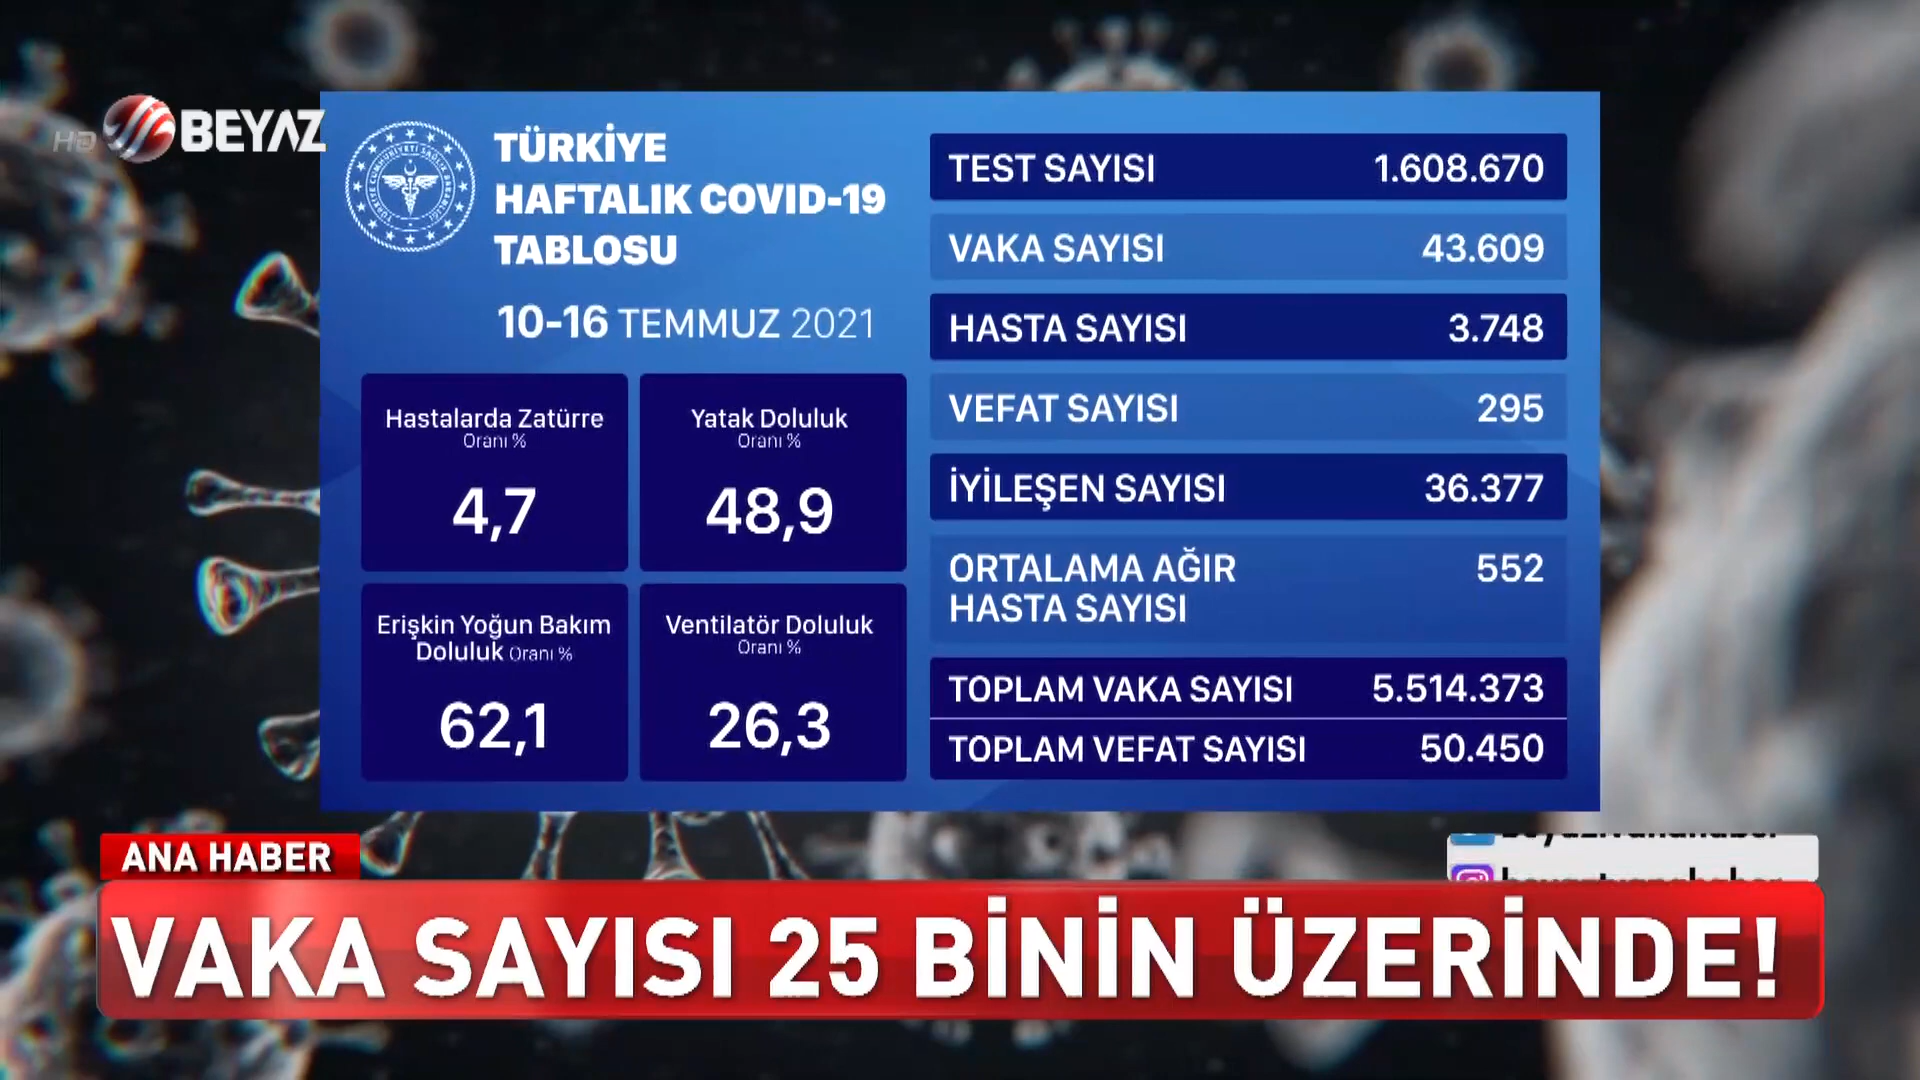 HD BEYAZ
TÜRKİYE
HAFTALIK COVID-19
TABLOSU
10-16 TEMMUZ 2021
Hastalarda Zatürre
Oranı %
4,7
Yatak Doluluk
Oranı %
48,9
Erişkin Yoğun Bakım
Doluluk Oranı %
62,1
Ventilatör Doluluk
Oranı %
26,3
TEST SAYISI 1.608.670
VAKA SAYISI 43.609
HASTA SAYISI 3.748
VEFAT SAYISI 295
İYİLEŞEN SAYISI 36.377
ORTALAMA AĞIR 552
HASTA SAYISI
TOPLAM VAKA SAYISI 5.514.373
TOPLAM VEFAT SAYISI 50.450
ANA HABER
VAKA SAYISI 25 BİNİN ÜZERİNDE!